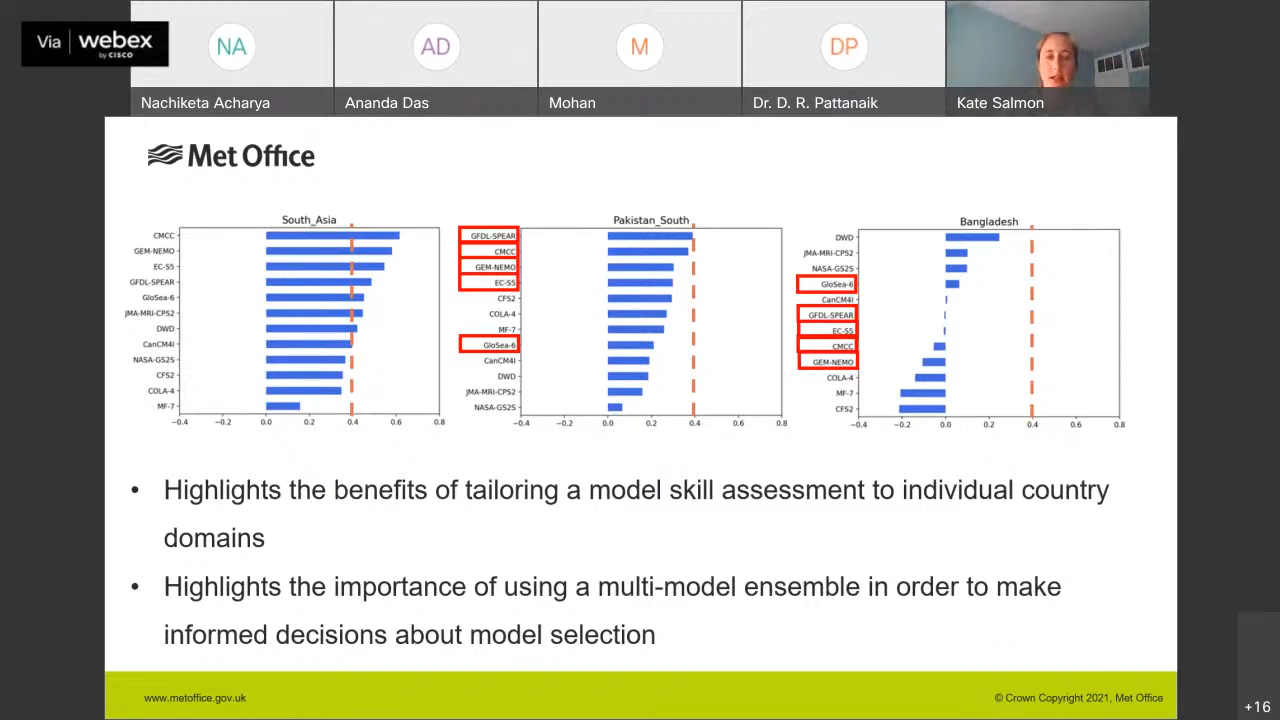 Via webex
by CISCO
NA
AD
M
DP
Nachiketa Acharya
Ananda Das
Mohan
Dr. D. R. Pattanaik
Kate Salmon
Met Office
South_Asia
CMCC
GEM-NEMO
EC-S5
GFDL-SPEAR
GloSea-6
JMA-MRI-CPS2
DWD
CanCM4I
NASA-GS2S
CFS2
COLA-4
MF-7
−0.4 −0.2 0.0 0.2 0.4 0.6 0.8
Pakistan_South
GFDL-SPEAR
CMCC
GEM-NEMO
EC-S5
CFS2
COLA-4
MF-7
GloSea-6
CanCM4I
DWD
JMA-MRI-CPS2
NASA-GS2S
−0.4 −0.2 0.0 0.2 0.4 0.6 0.8
Bangladesh
DWD
JMA-MRI-CPS2
NASA-GS2S
GloSea-6
CanCM4I
GFDL-SPEAR
EC-S5
CMCC
GEM-NEMO
COLA-4
MF-7
CFS2
−0.4 −0.2 0.0 0.2 0.4 0.6 0.8
• Highlights the benefits of tailoring a model skill assessment to individual country
domains
• Highlights the importance of using a multi-model ensemble in order to make
informed decisions about model selection
www.metoffice.gov.uk
© Crown Copyright 2021, Met Office
+16